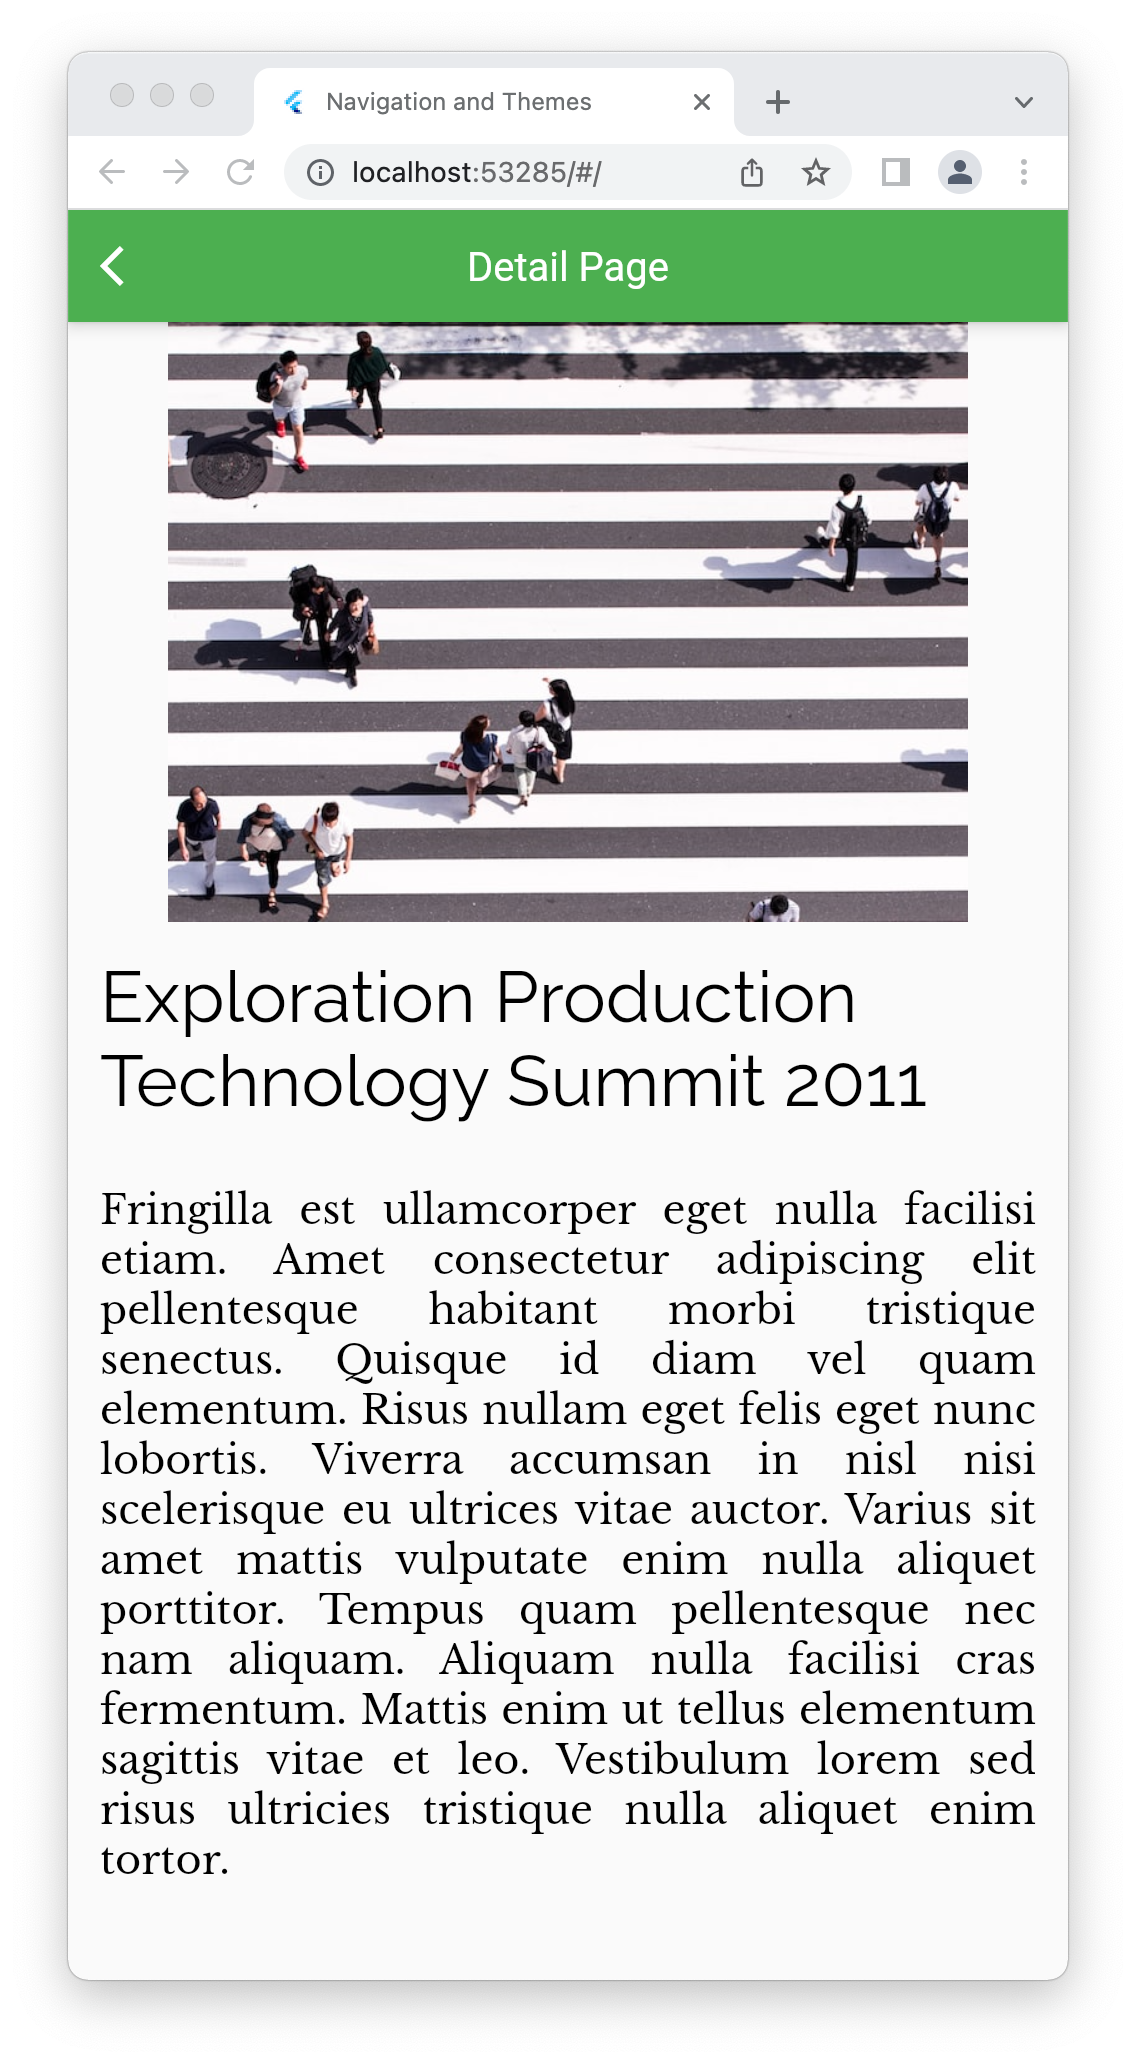 Navigation and Themes
localhost:53285/#/
Detail Page
Exploration Production
Technology Summit 2011
Fringilla est ullamcorper eget nulla facilisi
etiam. Amet consectetur adipiscing elit
pellentesque habitant morbi tristique
senectus. Quisque id diam vel quam
elementum. Risus nullam eget felis eget nunc
lobortis. Viverra accumsan in nisl nisi
scelerisque eu ultrices vitae auctor. Varius sit
amet mattis vulputate enim nulla aliquet
porttitor. Tempus quam pellentesque nec
nam aliquam. Aliquam nulla facilisi cras
fermentum. Mattis enim ut tellus elementum
sagittis vitae et leo. Vestibulum lorem sed
risus ultricies tristique nulla aliquet enim
tortor.